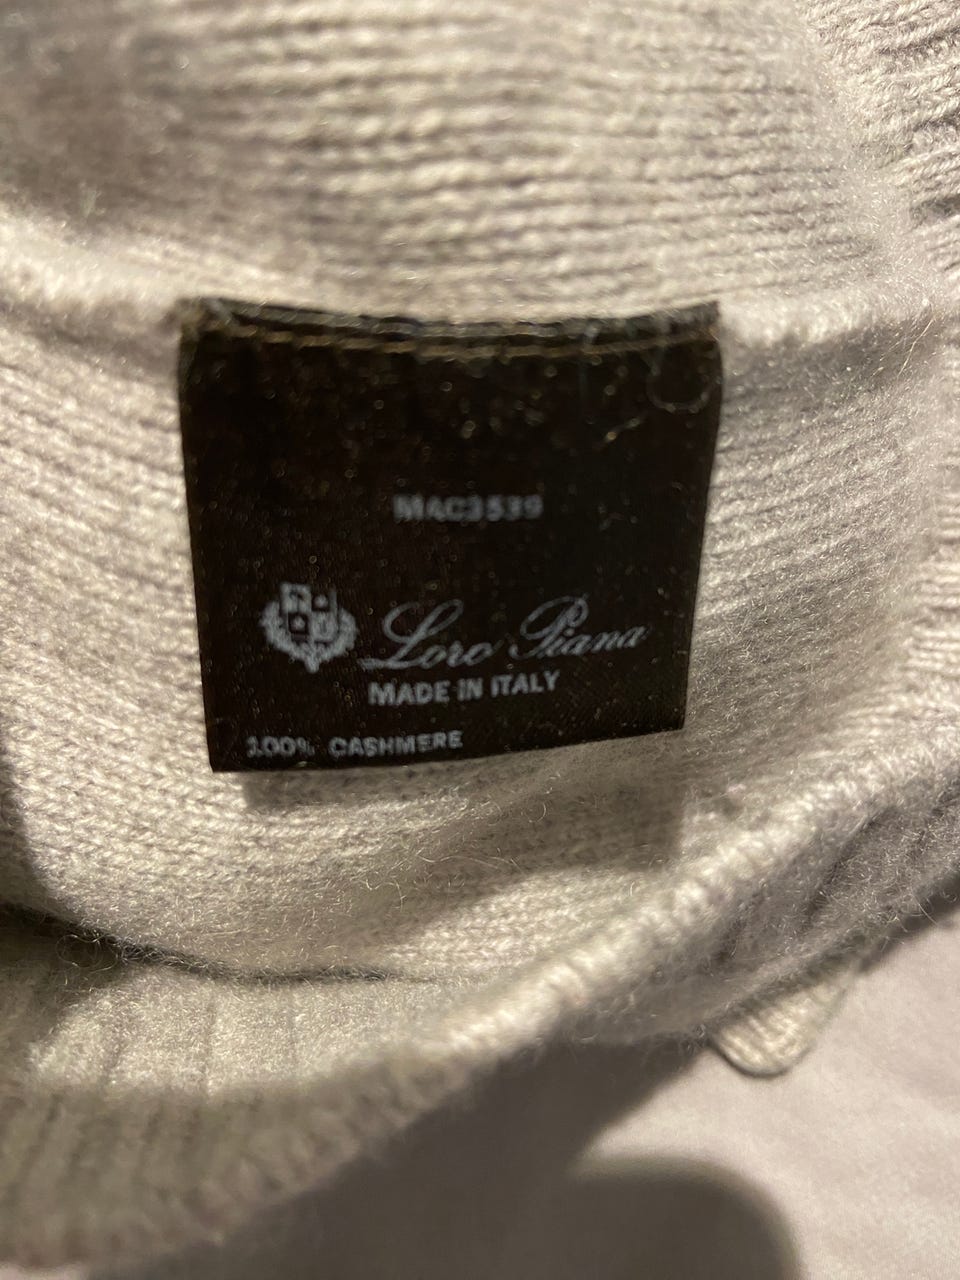 MAC3539
Loro Piana
MADE IN ITALY
100% CASHMERE